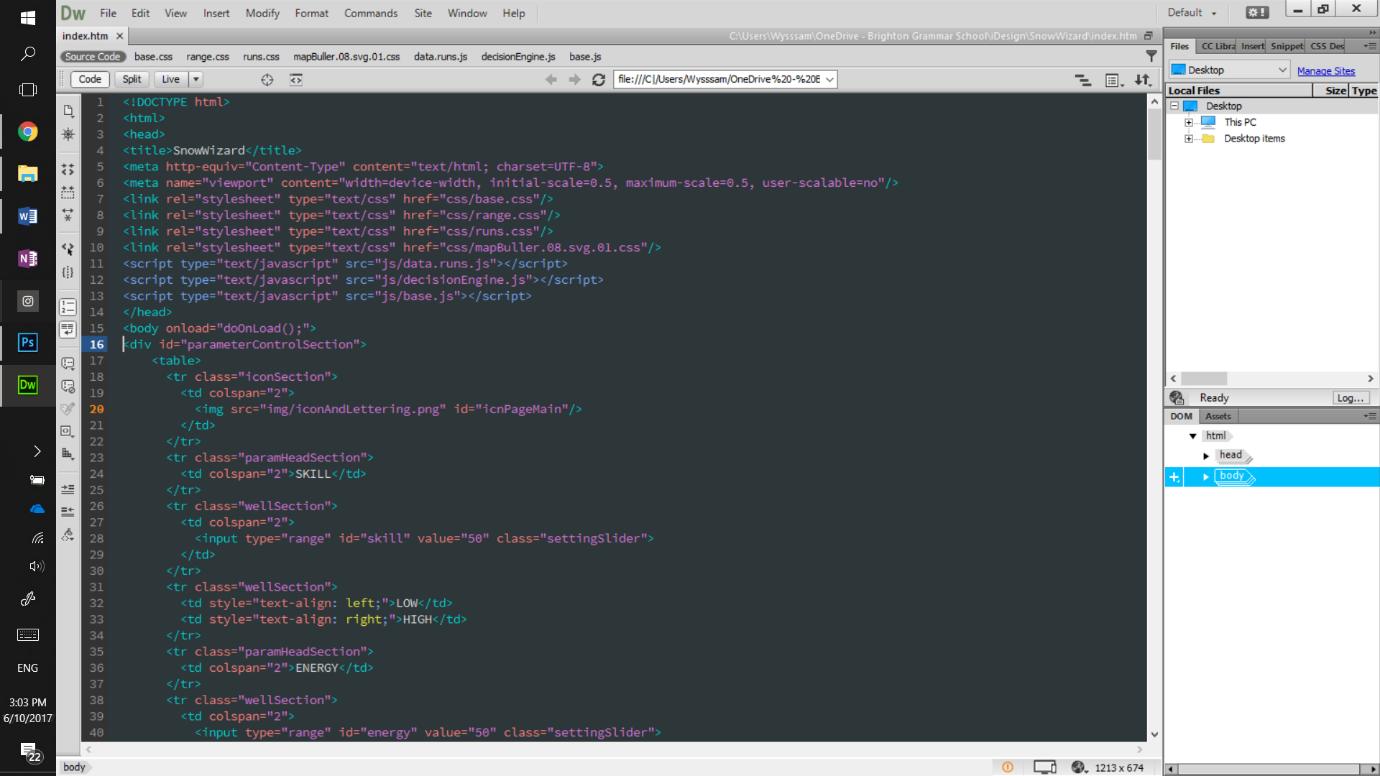 Dw File Edit View Insert Modify Format Commands Site Window Help Default
index.htm C:\Users\Wysssam\OneDrive - Brighton Grammar School\iDesign\SnowWizard\index.htm
Source Code base.css range.css runs.css mapBuller.08.svg.01.css data.runs.js decisionEngine.js base.js
Code Split Live file:///C|/Users/Wysssam/OneDrive%20-%20B
1 <!DOCTYPE html>
2 <html>
3 <head>
4 <title>SnowWizard</title>
5 <meta http-equiv="Content-Type" content="text/html; charset=UTF-8">
6 <meta name="viewport" content="width=device-width, initial-scale=0.5, maximum-scale=0.5, user-scalable=no"/>
7 <link rel="stylesheet" type="text/css" href="css/base.css"/>
8 <link rel="stylesheet" type="text/css" href="css/range.css"/>
9 <link rel="stylesheet" type="text/css" href="css/runs.css"/>
10 <link rel="stylesheet" type="text/css" href="css/mapBuller.08.svg.01.css"/>
11 <script type="text/javascript" src="js/data.runs.js"></script>
12 <script type="text/javascript" src="js/decisionEngine.js"></script>
13 <script type="text/javascript" src="js/base.js"></script>
14 </head>
15 <body onload="doOnLoad();">
16 <div id="parameterControlSection">
17 <table>
18 <tr class="iconSection">
19 <td colspan="2">
20 <img src="img/iconAndLettering.png" id="icnPageMain"/>
21 </td>
22 </tr>
23 <tr class="paramHeadSection">
24 <td colspan="2">SKILL</td>
25 </tr>
26 <tr class="wellSection">
27 <td colspan="2">
28 <input type="range" id="skill" value="50" class="settingSlider">
29 </td>
30 </tr>
31 <tr class="wellSection">
32 <td style="text-align: left;">LOW</td>
33 <td style="text-align: right;">HIGH</td>
34 </tr>
35 <tr class="paramHeadSection">
36 <td colspan="2">ENERGY</td>
37 </tr>
38 <tr class="wellSection">
39 <td colspan="2">
40 <input type="range" id="energy" value="50" class="settingSlider">
body 1213 x 674
Files CC Libra Insert Snippet CSS Des
Desktop Manage Sites
Local Files Size Type
Desktop
This PC
Desktop items
Ready Log...
DOM Assets
html
head
body
Ps
Dw
ENG
3:03 PM
6/10/2017
22